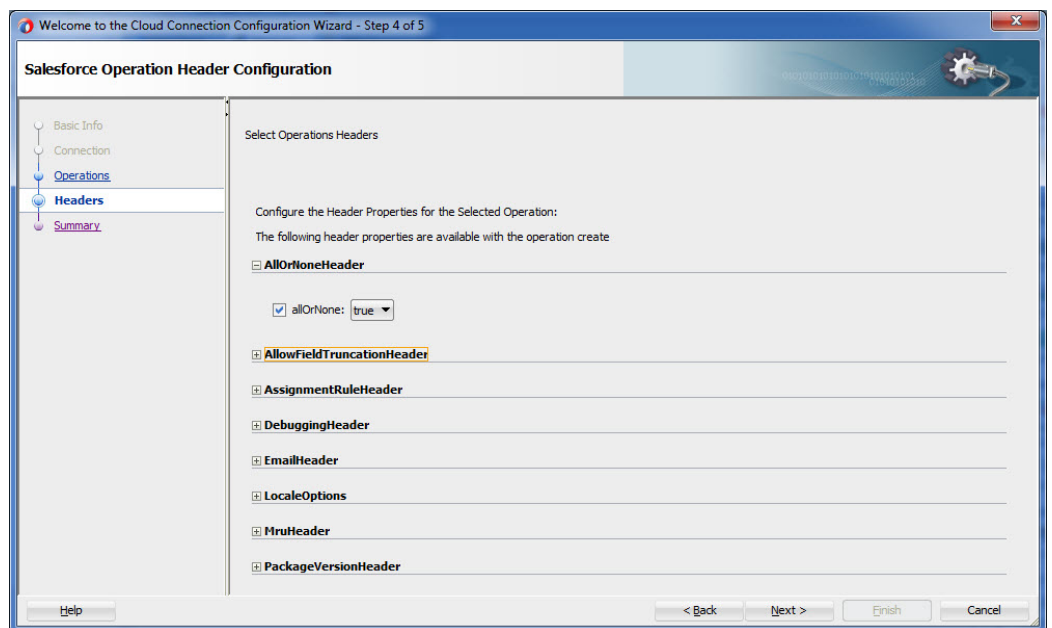 Welcome to the Cloud Connection Configuration Wizard - Step 4 of 5
Salesforce Operation Header Configuration
Basic Info
Connection
Operations
Headers
Summary
Select Operations Headers
Configure the Header Properties for the Selected Operation:
The following header properties are available with the operation create
AllOrNoneHeader
allOrNone: true
AllowFieldTruncationHeader
AssignmentRuleHeader
DebuggingHeader
EmailHeader
LocaleOptions
MruHeader
PackageVersionHeader
Help < Back Next > Finish Cancel